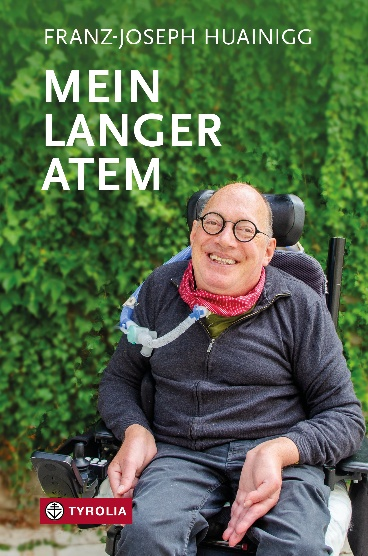 FRANZ-JOSEPH HUAINIGG
MEIN
LANGER
ATEM
TYROLIA